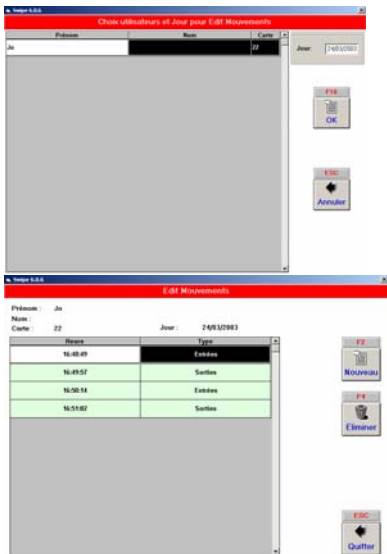 Swipe 6.0.6
Choix utilisateurs et Jour pour Edit Mouvements
Prénom Nom Carte
Jo 22
Jour: 24/03/2003
F10
OK
ESC
Annuler
Swipe 6.0.6
Edit Mouvements
Prénom : Jo
Nom :
Carte : 22 Jour : 24/03/2003
Heure Type
16:48:49 Entrées
16:49:57 Sorties
16:50:14 Entrées
16:51:02 Sorties
F2
Nouveau
F4
Eliminer
ESC
Quitter